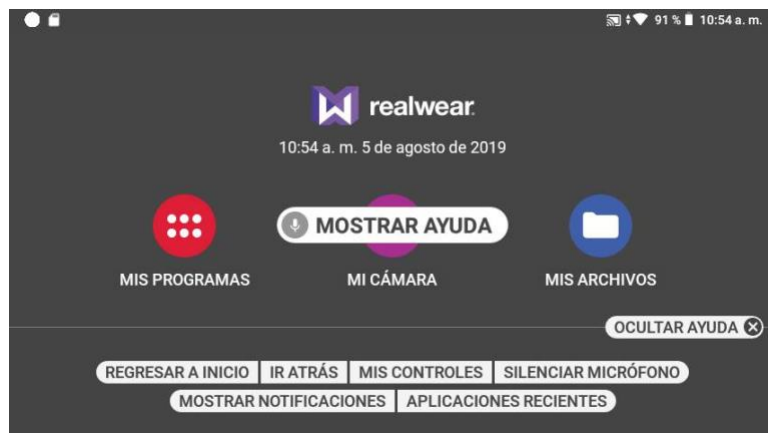 91 % 10:54 a. m.
realwear
10:54 a. m. 5 de agosto de 2019
MOSTRAR AYUDA
MIS PROGRAMAS MI CÁMARA MIS ARCHIVOS
OCULTAR AYUDA
REGRESAR A INICIO IR ATRÁS MIS CONTROLES SILENCIAR MICRÓFONO
MOSTRAR NOTIFICACIONES APLICACIONES RECIENTES